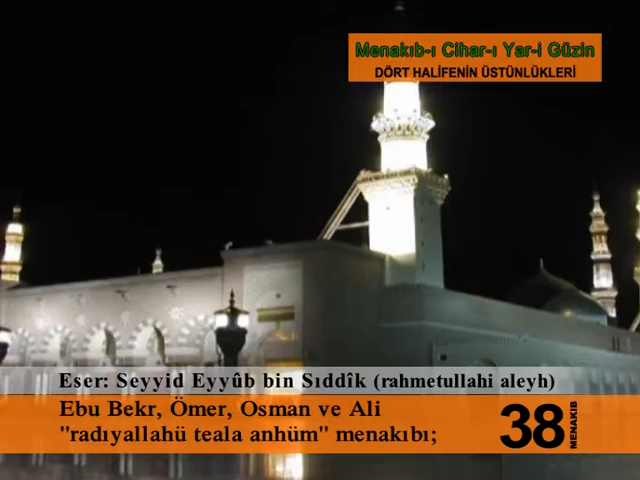 Menakıb-ı Cihar-ı Yar-i Güzin
DÖRT HALİFENİN ÜSTÜNLÜKLERİ
Eser: Seyyid Eyyûb bin Sıddîk (rahmetullahi aleyh)
Ebu Bekr, Ömer, Osman ve Ali
"radıyallahü teala anhüm" menakıbı;
38
MENAKIB